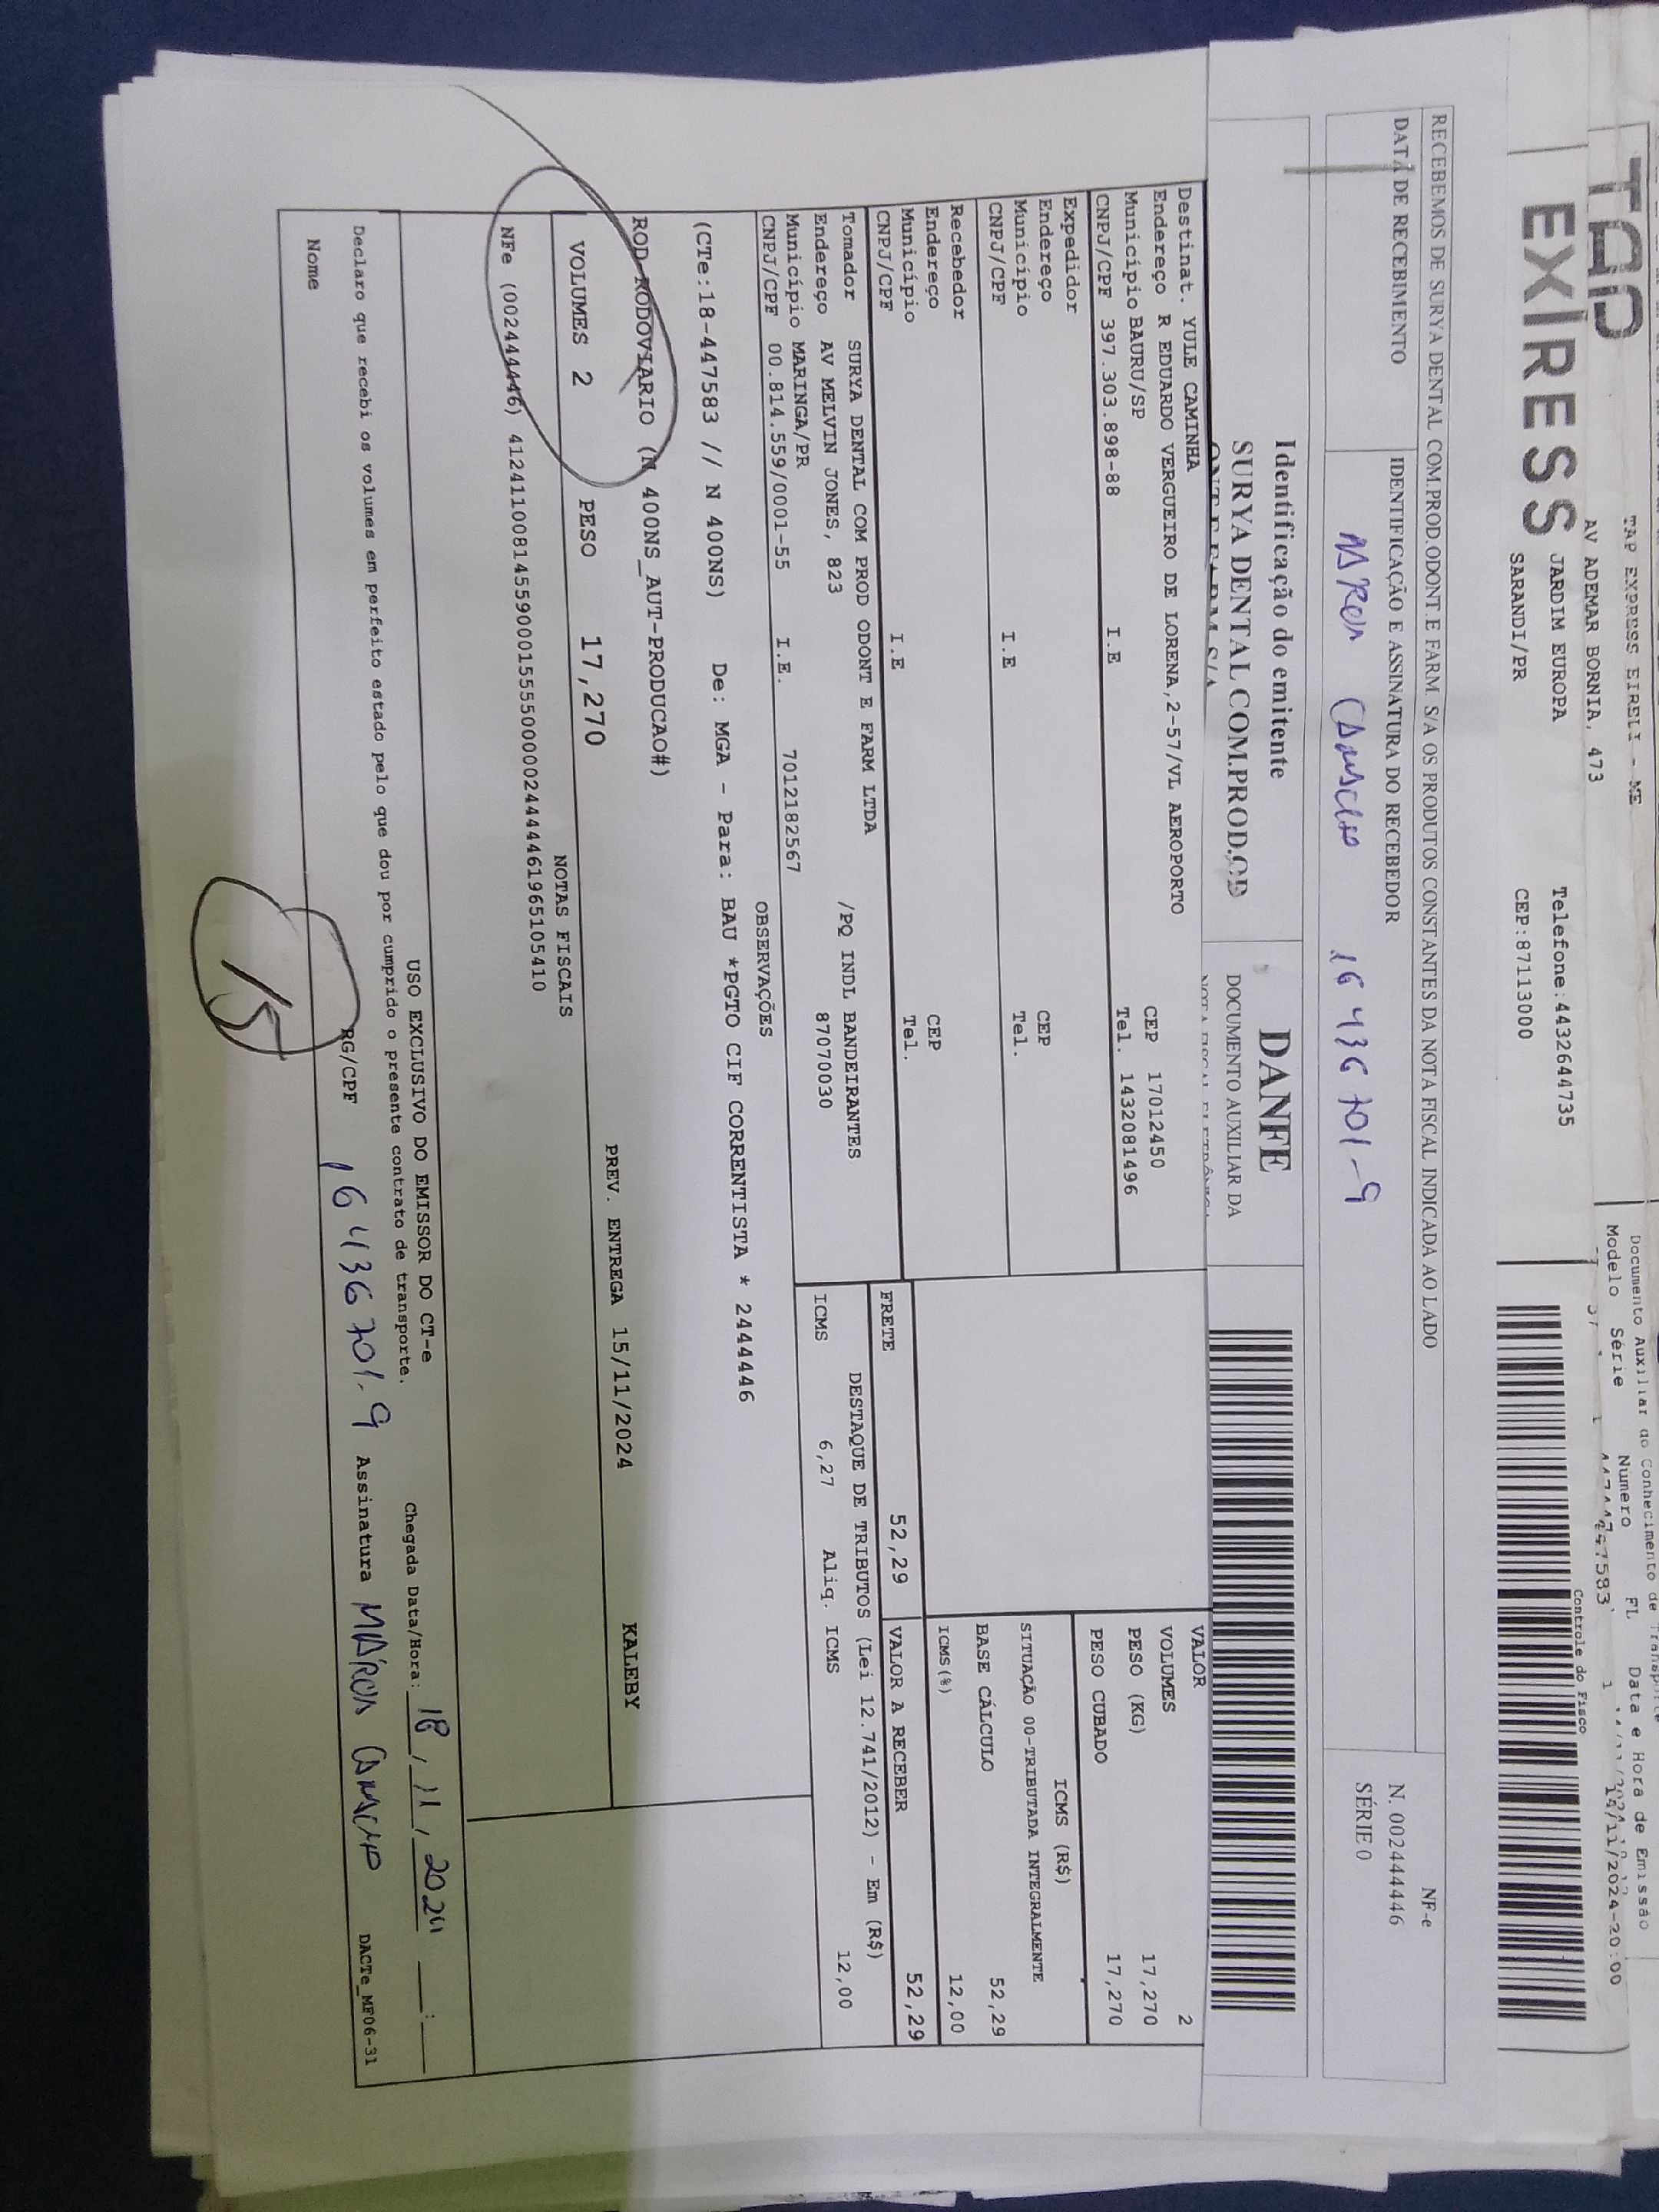 TAP EXPRESS EIRELI - ME
AV ADEMAR BORNIA, 473
TAP
EXPRESS
JARDIM EUROPA Telefone:4432644735
SARANDI/PR CEP:87113000
Documento Auxiliar do Conhecimento de Transporte
Modelo Série Número FL Data e Hora de Emissão
447583 1 14/11/2024-20:00
Controle do Fisco
RECEBEMOS DE SURYA DENTAL COM.PROD.ODONT.E FARM. S/A OS PRODUTOS CONSTANTES DA NOTA FISCAL INDICADA AO LADO
NF-e
N. 002444446
SÉRIE 0
DATA DE RECEBIMENTO
IDENTIFICAÇÃO E ASSINATURA DO RECEBEDOR
16436701-9
Identificação do emitente
SURYA DENTAL COM.PROD.OD
ONT.E FARM S/A
DANFE
DOCUMENTO AUXILIAR DA
NOTA FISCAL ELETRÔNICA
Destinat. YULE CAMINHA
Endereço R EDUARDO VERGUEIRO DE LORENA,2-57/VL AEROPORTO CEP 17012450
Município BAURU/SP Tel. 1432081496
CNPJ/CPF 397.303.898-88 I.E
Expedidor
Endereço CEP
Município Tel.
CNPJ/CPF I.E
Recebedor
Endereço CEP
Município Tel.
CNPJ/CPF I.E
Tomador SURYA DENTAL COM PROD ODONT E FARM LTDA
Endereço AV MELVIN JONES, 823 /PQ INDL BANDEIRANTES
Município MARINGA/PR 87070030
CNPJ/CPF 00.814.559/0001-55 I.E. 7012182567
VALOR
VOLUMES 2
PESO (KG) 17,270
PESO CUBADO 17,270
ICMS (R$)
SITUAÇÃO 00-TRIBUTADA INTEGRALMENTE
BASE CÁLCULO 52,29
ICMS(%) 12,00
FRETE 52,29 VALOR A RECEBER 52,29
DESTAQUE DE TRIBUTOS (Lei 12.741/2012) - Em (R$)
ICMS 6,27 Aliq. ICMS 12,00
OBSERVAÇÕES
(CTe:18-447583 // N 400NS) De: MGA - Para: BAU *PGTO CIF CORRENTISTA * 2444446
ROD-RODOVIARIO (N 400NS_AUT-PRODUCAO#)
VOLUMES 2 PESO 17,270 PREV. ENTREGA 15/11/2024 KALEBY
NOTAS FISCAIS
NFe (002444446) 41241100814559000155550000024444461965105410
USO EXCLUSIVO DO EMISSOR DO CT-e
Declaro que recebi os volumes em perfeito estado pelo que dou por cumprido o presente contrato de transporte.
Chegada Data/Hora: 18/11/2024 __:__
Nome RG/CPF 16436701-9 Assinatura
DACTe_MF06-31
15